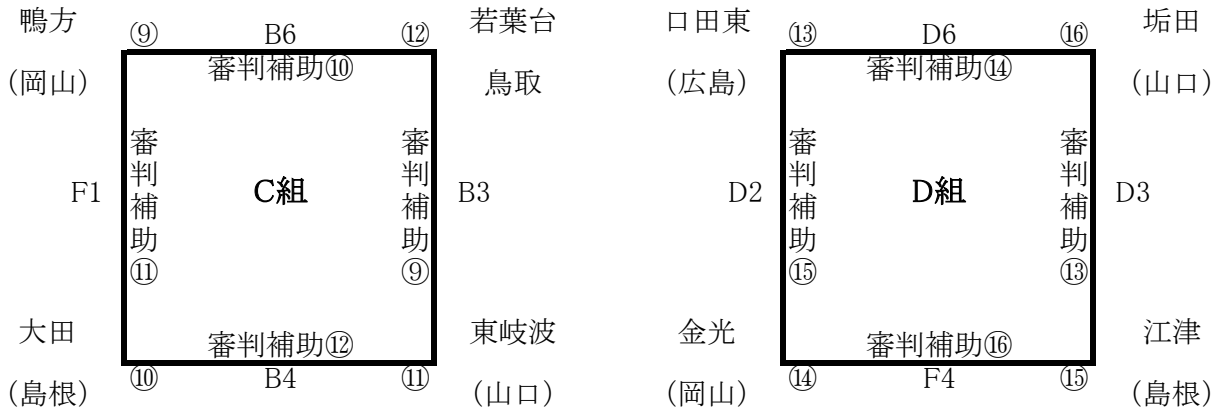 鴨方 ⑨ B6 ⑫ 若葉台 口田東 ⑬ D6 ⑯ 垢田
(岡山) 審判補助⑩ 鳥取 (広島) 審判補助⑭ (山口)
F1 審判補助⑪ C組 審判補助⑨ B3 D2 審判補助⑮ D組 審判補助⑬ D3
大田 審判補助⑫ 東岐波 金光 審判補助⑯ 江津
(島根) ⑩ B4 ⑪ (山口) (岡山) ⑭ F4 ⑮ (島根)